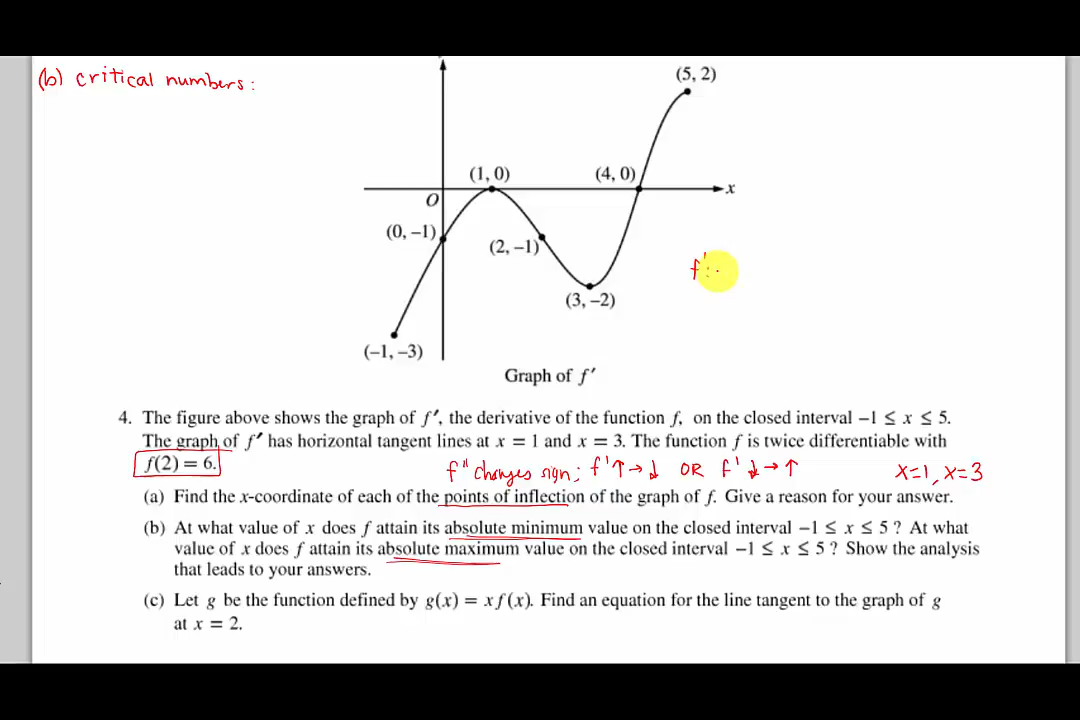 (b) critical numbers:
(5, 2)
(1, 0)
(4, 0)
x
O
(0, −1)
(2, −1)
f':
(3, −2)
(−1, −3)
Graph of f′
4. The figure above shows the graph of f′, the derivative of the function f, on the closed interval −1 ≤ x ≤ 5.
The graph of f′ has horizontal tangent lines at x = 1 and x = 3. The function f is twice differentiable with
f(2) = 6.
f" changes sign; f'↑→↓ OR f'↓→↑ x=1, x=3
(a) Find the x-coordinate of each of the points of inflection of the graph of f. Give a reason for your answer.
(b) At what value of x does f attain its absolute minimum value on the closed interval −1 ≤ x ≤ 5 ? At what
value of x does f attain its absolute maximum value on the closed interval −1 ≤ x ≤ 5 ? Show the analysis
that leads to your answers.
(c) Let g be the function defined by g(x) = x f(x). Find an equation for the line tangent to the graph of g
at x = 2.